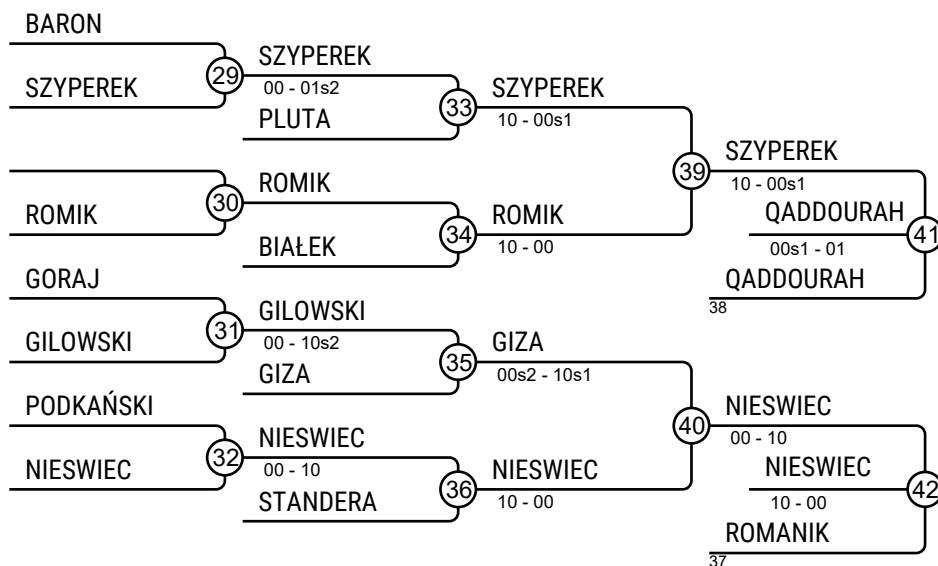 BARON
SZYPEREK
29
SZYPEREK
00 - 01s2
PLUTA
33
SZYPEREK
10 - 00s1
ROMIK
30
ROMIK
BIAŁEK
34
ROMIK
10 - 00
39
SZYPEREK
10 - 00s1
QADDOURAH
00s1 - 01
QADDOURAH
38
41
GORAJ
GILOWSKI
31
GILOWSKI
00 - 10s2
GIZA
35
GIZA
00s2 - 10s1
PODKAŃSKI
NIESWIEC
32
NIESWIEC
00 - 10
STANDERA
36
NIESWIEC
10 - 00
40
NIESWIEC
00 - 10
NIESWIEC
10 - 00
ROMANIK
37
42